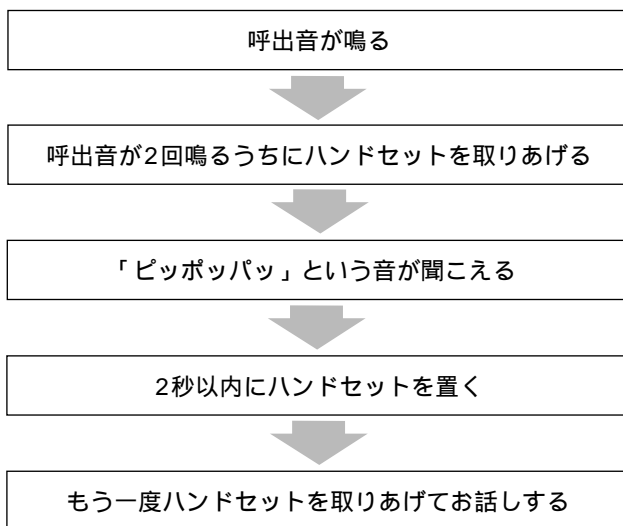 呼出音が鳴る
呼出音が2回鳴るうちにハンドセットを取りあげる
「ピッポッパッ」という音が聞こえる
2秒以内にハンドセットを置く
もう一度ハンドセットを取りあげてお話しする